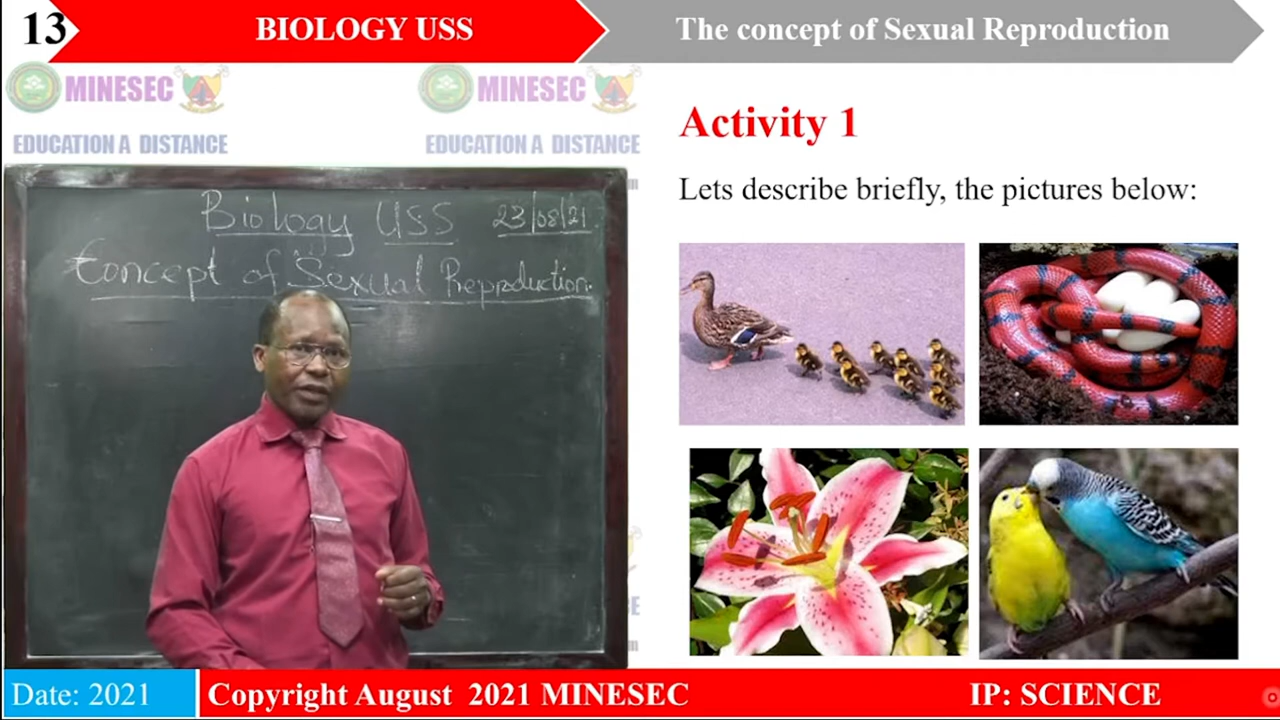 13
BIOLOGY USS
The concept of Sexual Reproduction
MINESEC
MINESEC
EDUCATION A DISTANCE
EDUCATION A DISTANCE
Biology USS 23/08/21
Concept of Sexual Reproduction.
Activity 1
Lets describe briefly, the pictures below:
Date: 2021
Copyright August 2021 MINESEC
IP: SCIENCE